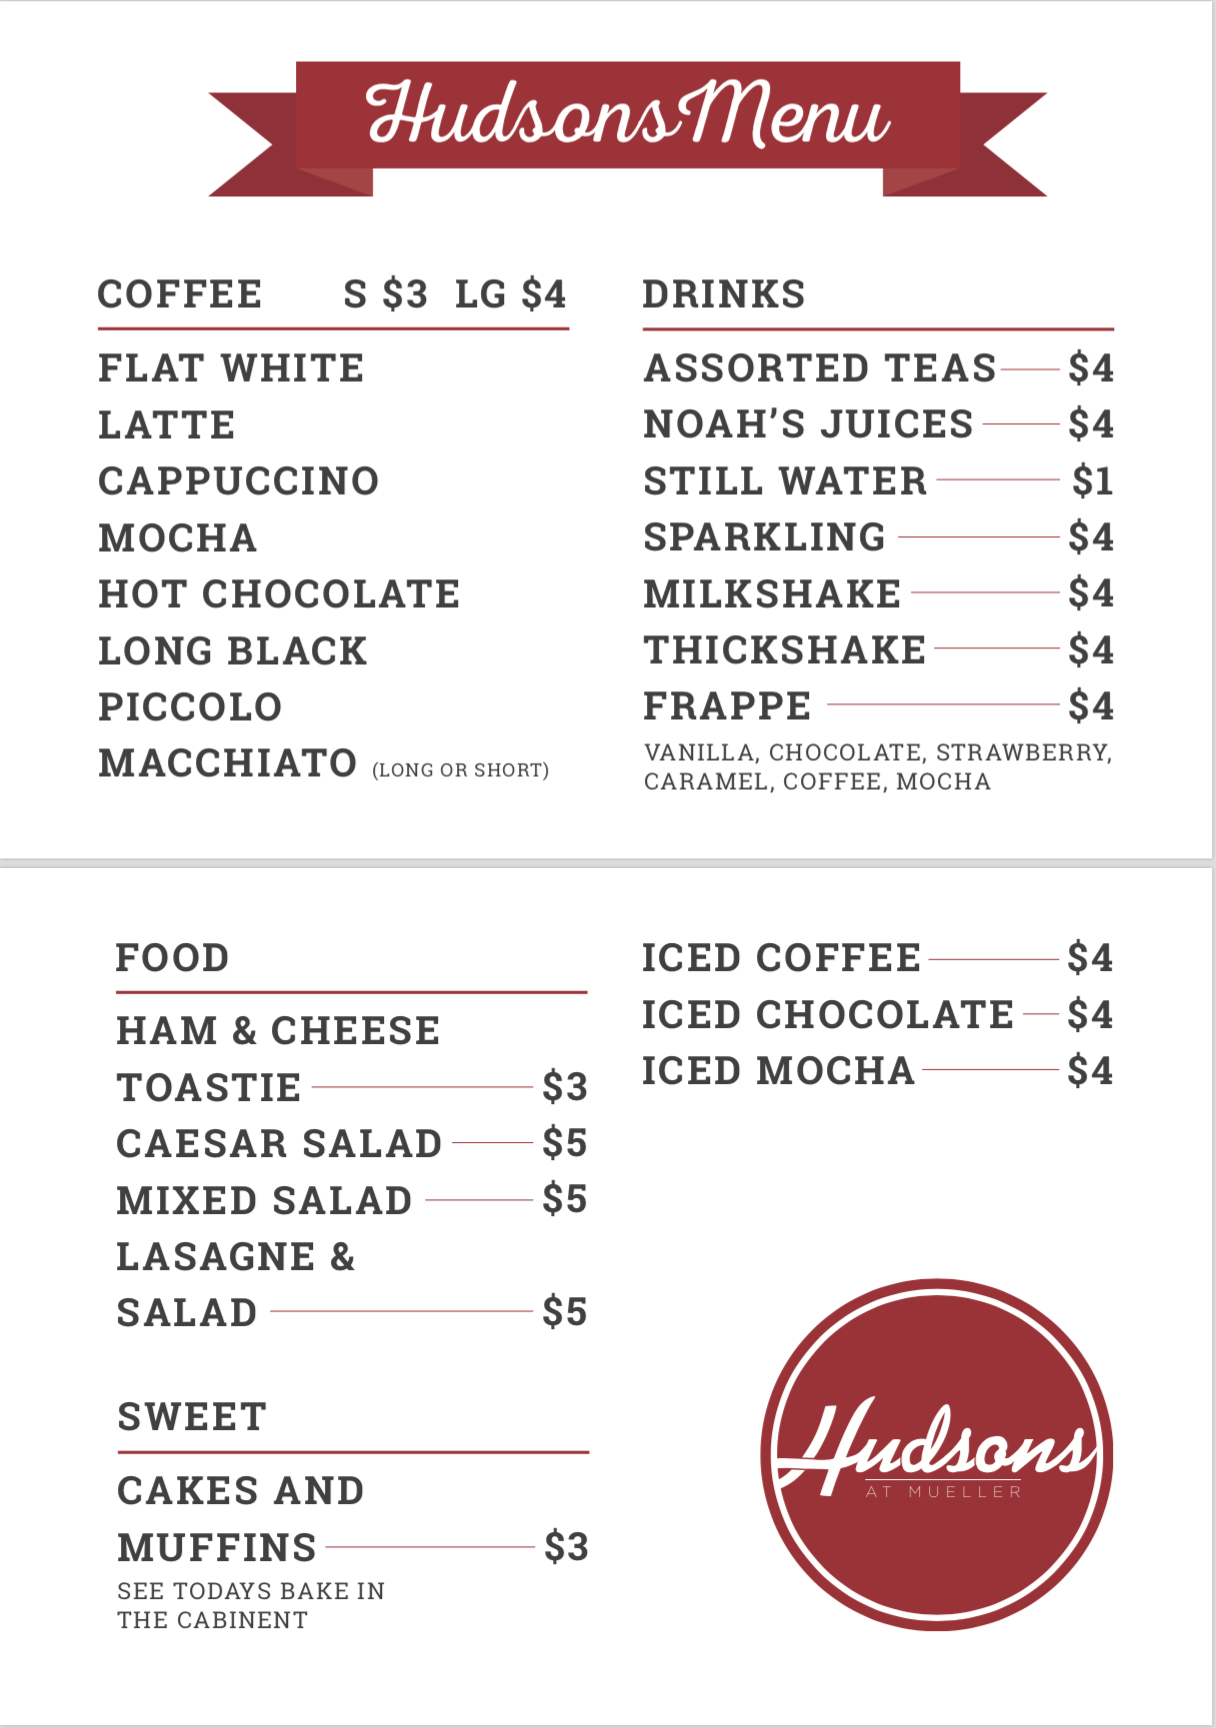 Hudsons Menu
COFFEE S $3 LG $4
FLAT WHITE
LATTE
CAPPUCCINO
MOCHA
HOT CHOCOLATE
LONG BLACK
PICCOLO
MACCHIATO (LONG OR SHORT)
DRINKS
ASSORTED TEAS $4
NOAH’S JUICES $4
STILL WATER $1
SPARKLING $4
MILKSHAKE $4
THICKSHAKE $4
FRAPPE $4
VANILLA, CHOCOLATE, STRAWBERRY,
CARAMEL, COFFEE, MOCHA
FOOD
HAM & CHEESE
TOASTIE $3
CAESAR SALAD $5
MIXED SALAD $5
LASAGNE &
SALAD $5
SWEET
CAKES AND
MUFFINS $3
SEE TODAYS BAKE IN
THE CABINENT
ICED COFFEE $4
ICED CHOCOLATE $4
ICED MOCHA $4
Hudsons
AT MUELLER